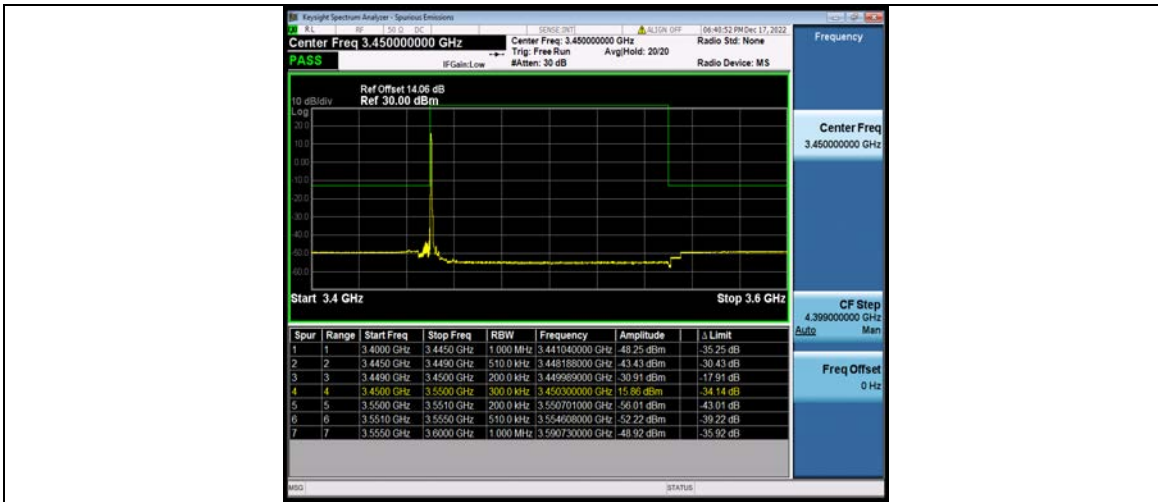 Keysight Spectrum Analyzer - Spurious Emissions
RL RF 50 Ω DC SENSE:INT ALIGN OFF 06:40:52 PM Dec 17, 2022
Center Freq 3.450000000 GHz
Center Freq: 3.450000000 GHz
Radio Std: None
Trig: Free Run Avg|Hold: 20/20
PASS
IFGain:Low
#Atten: 30 dB
Radio Device: MS
Ref Offset 14.06 dB
10 dB/div Ref 30.00 dBm
Log
20.0
10.0
0.00
-10.0
-20.0
-30.0
-40.0
-50.0
-60.0
Start 3.4 GHz Stop 3.6 GHz
Spur Range Start Freq Stop Freq RBW Frequency Amplitude Δ Limit
1 1 3.4000 GHz 3.4450 GHz 1.000 MHz 3.441040000 GHz -48.25 dBm -35.25 dB
2 2 3.4450 GHz 3.4490 GHz 510.0 kHz 3.448188000 GHz -43.43 dBm -30.43 dB
3 3 3.4490 GHz 3.4500 GHz 200.0 kHz 3.449989000 GHz -30.91 dBm -17.91 dB
4 4 3.4500 GHz 3.5500 GHz 300.0 kHz 3.450300000 GHz 15.86 dBm -34.14 dB
5 5 3.5500 GHz 3.5510 GHz 200.0 kHz 3.550701000 GHz -56.01 dBm -43.01 dB
6 6 3.5510 GHz 3.5550 GHz 510.0 kHz 3.554608000 GHz -52.22 dBm -39.22 dB
7 7 3.5550 GHz 3.6000 GHz 1.000 MHz 3.590730000 GHz -48.92 dBm -35.92 dB
MSG STATUS
Frequency
Center Freq
3.450000000 GHz
CF Step
4.399000000 GHz
Auto Man
Freq Offset
0 Hz